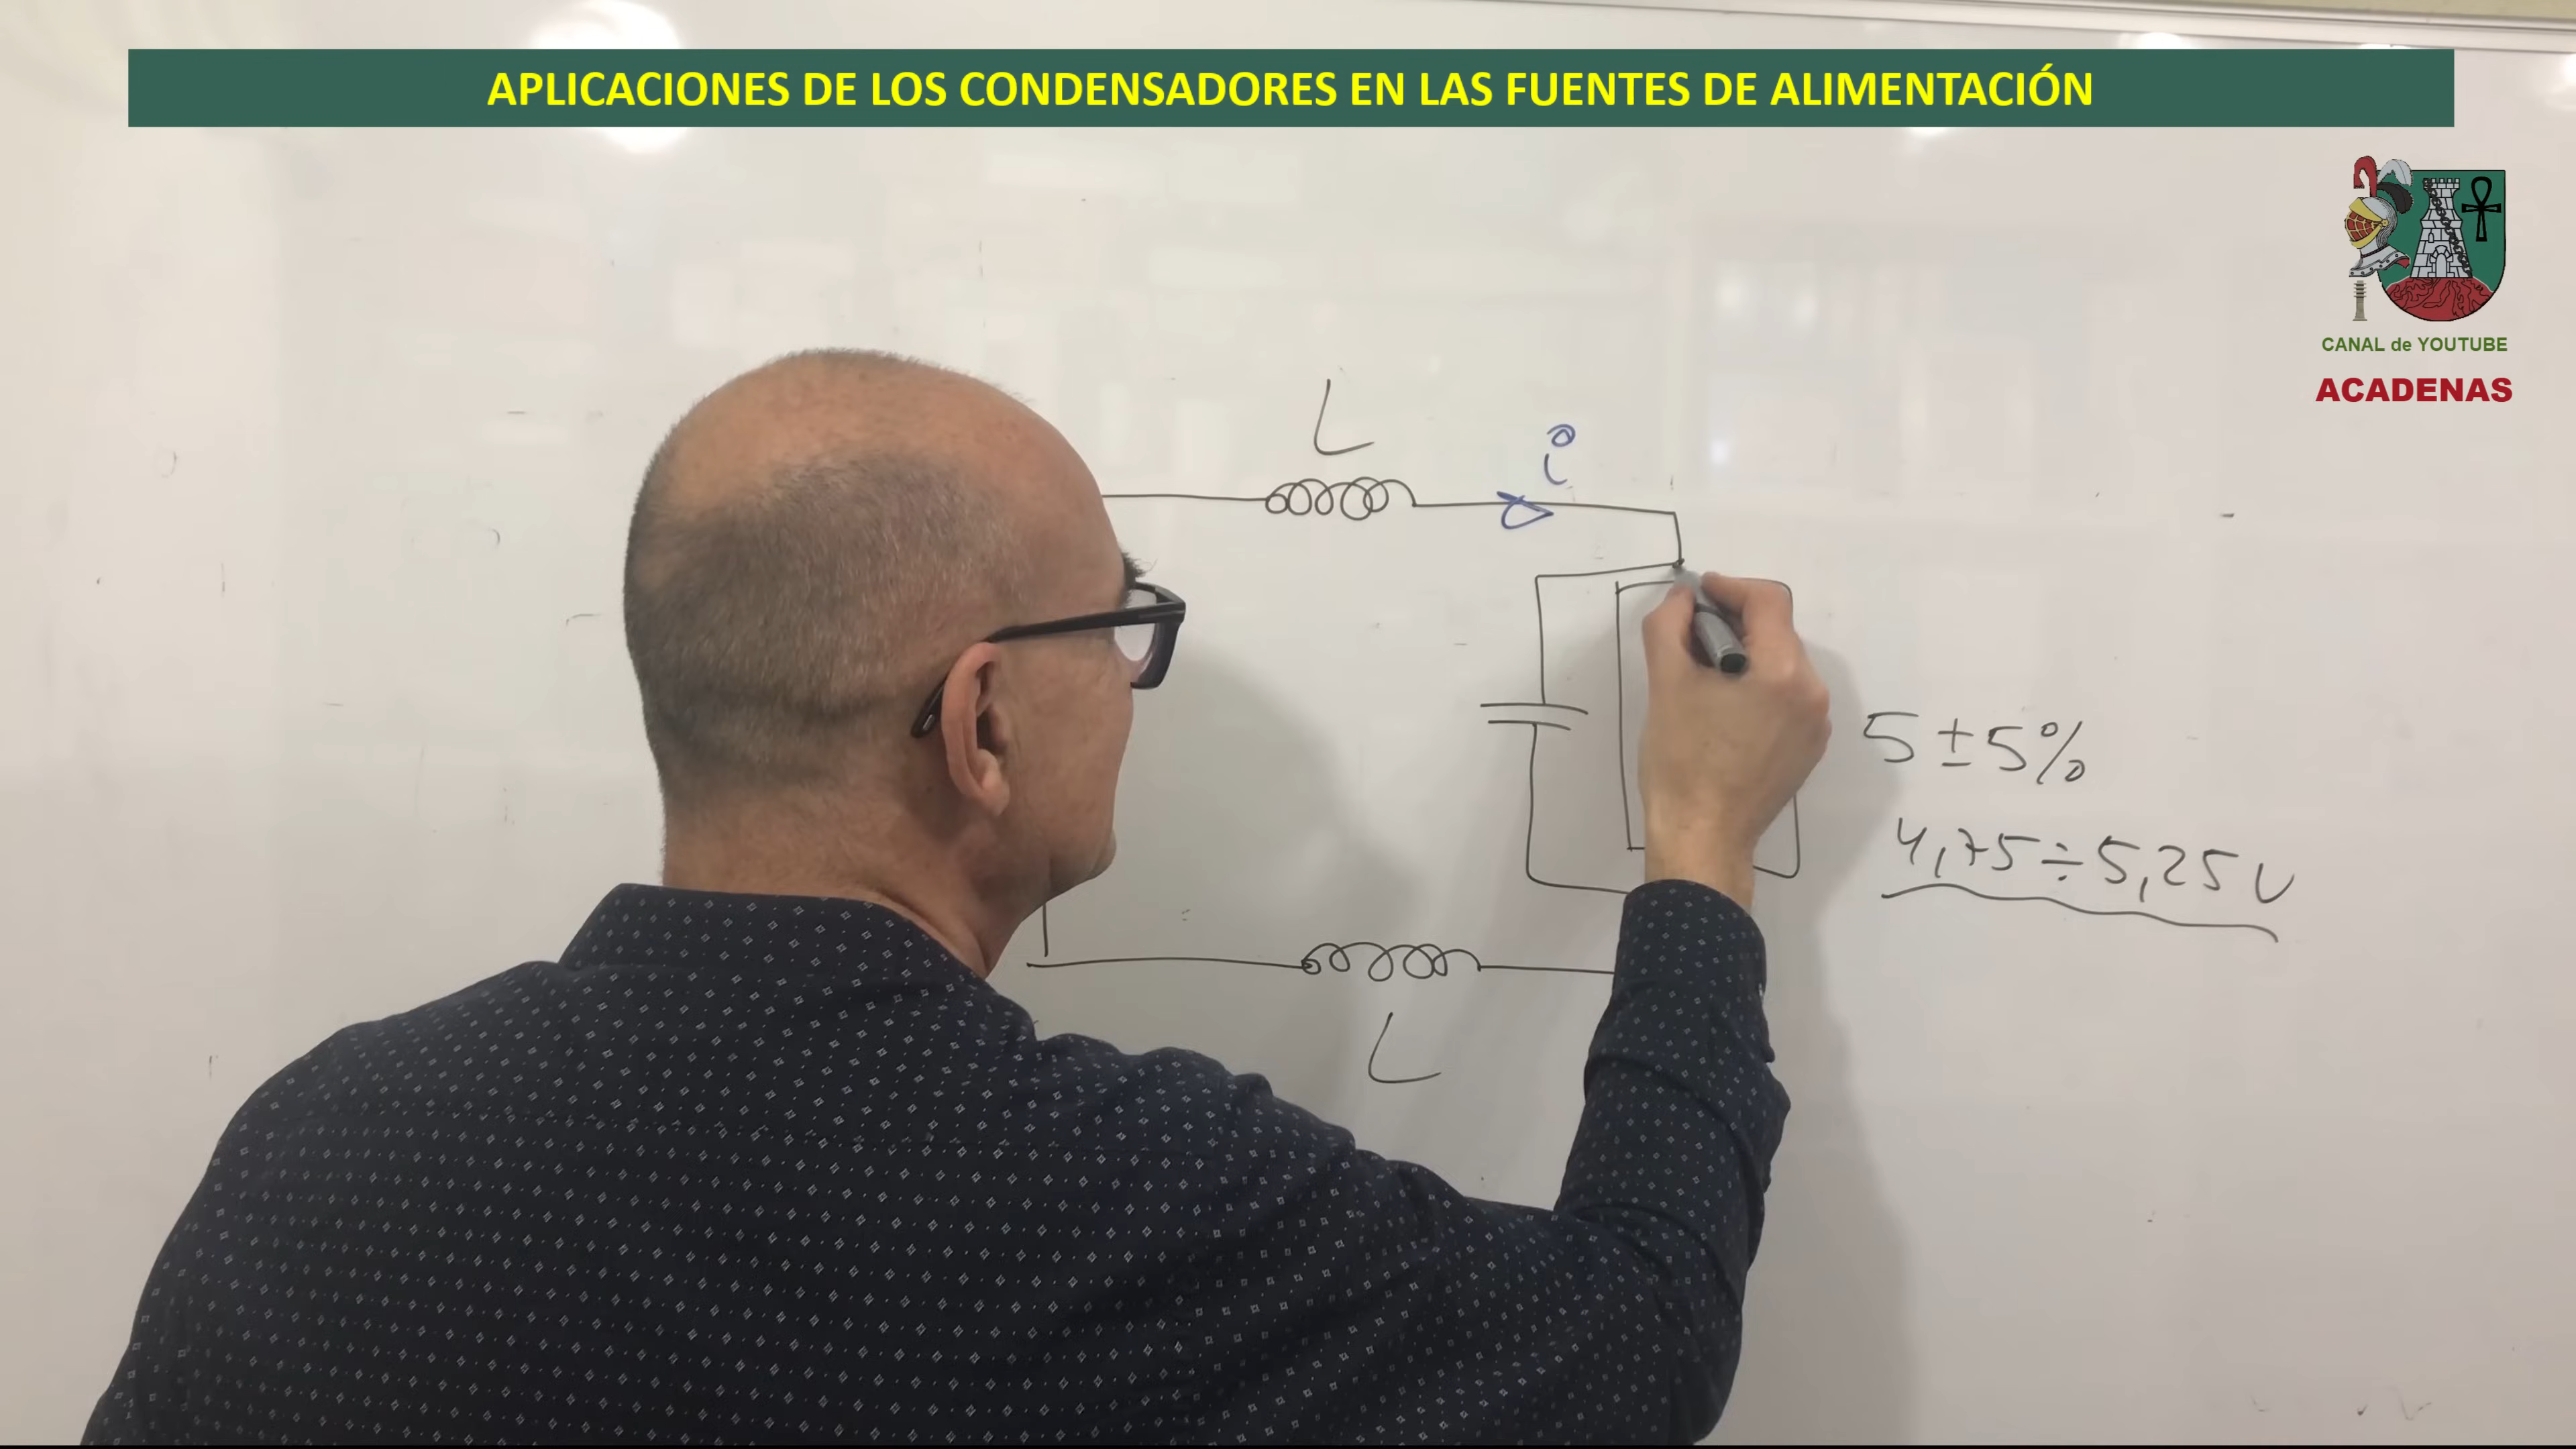 APLICACIONES DE LOS CONDENSADORES EN LAS FUENTES DE ALIMENTACIÓN
CANAL de YOUTUBE
ACADENAS
L
i
5 ± 5%
4,75 ÷ 5,25 V
L